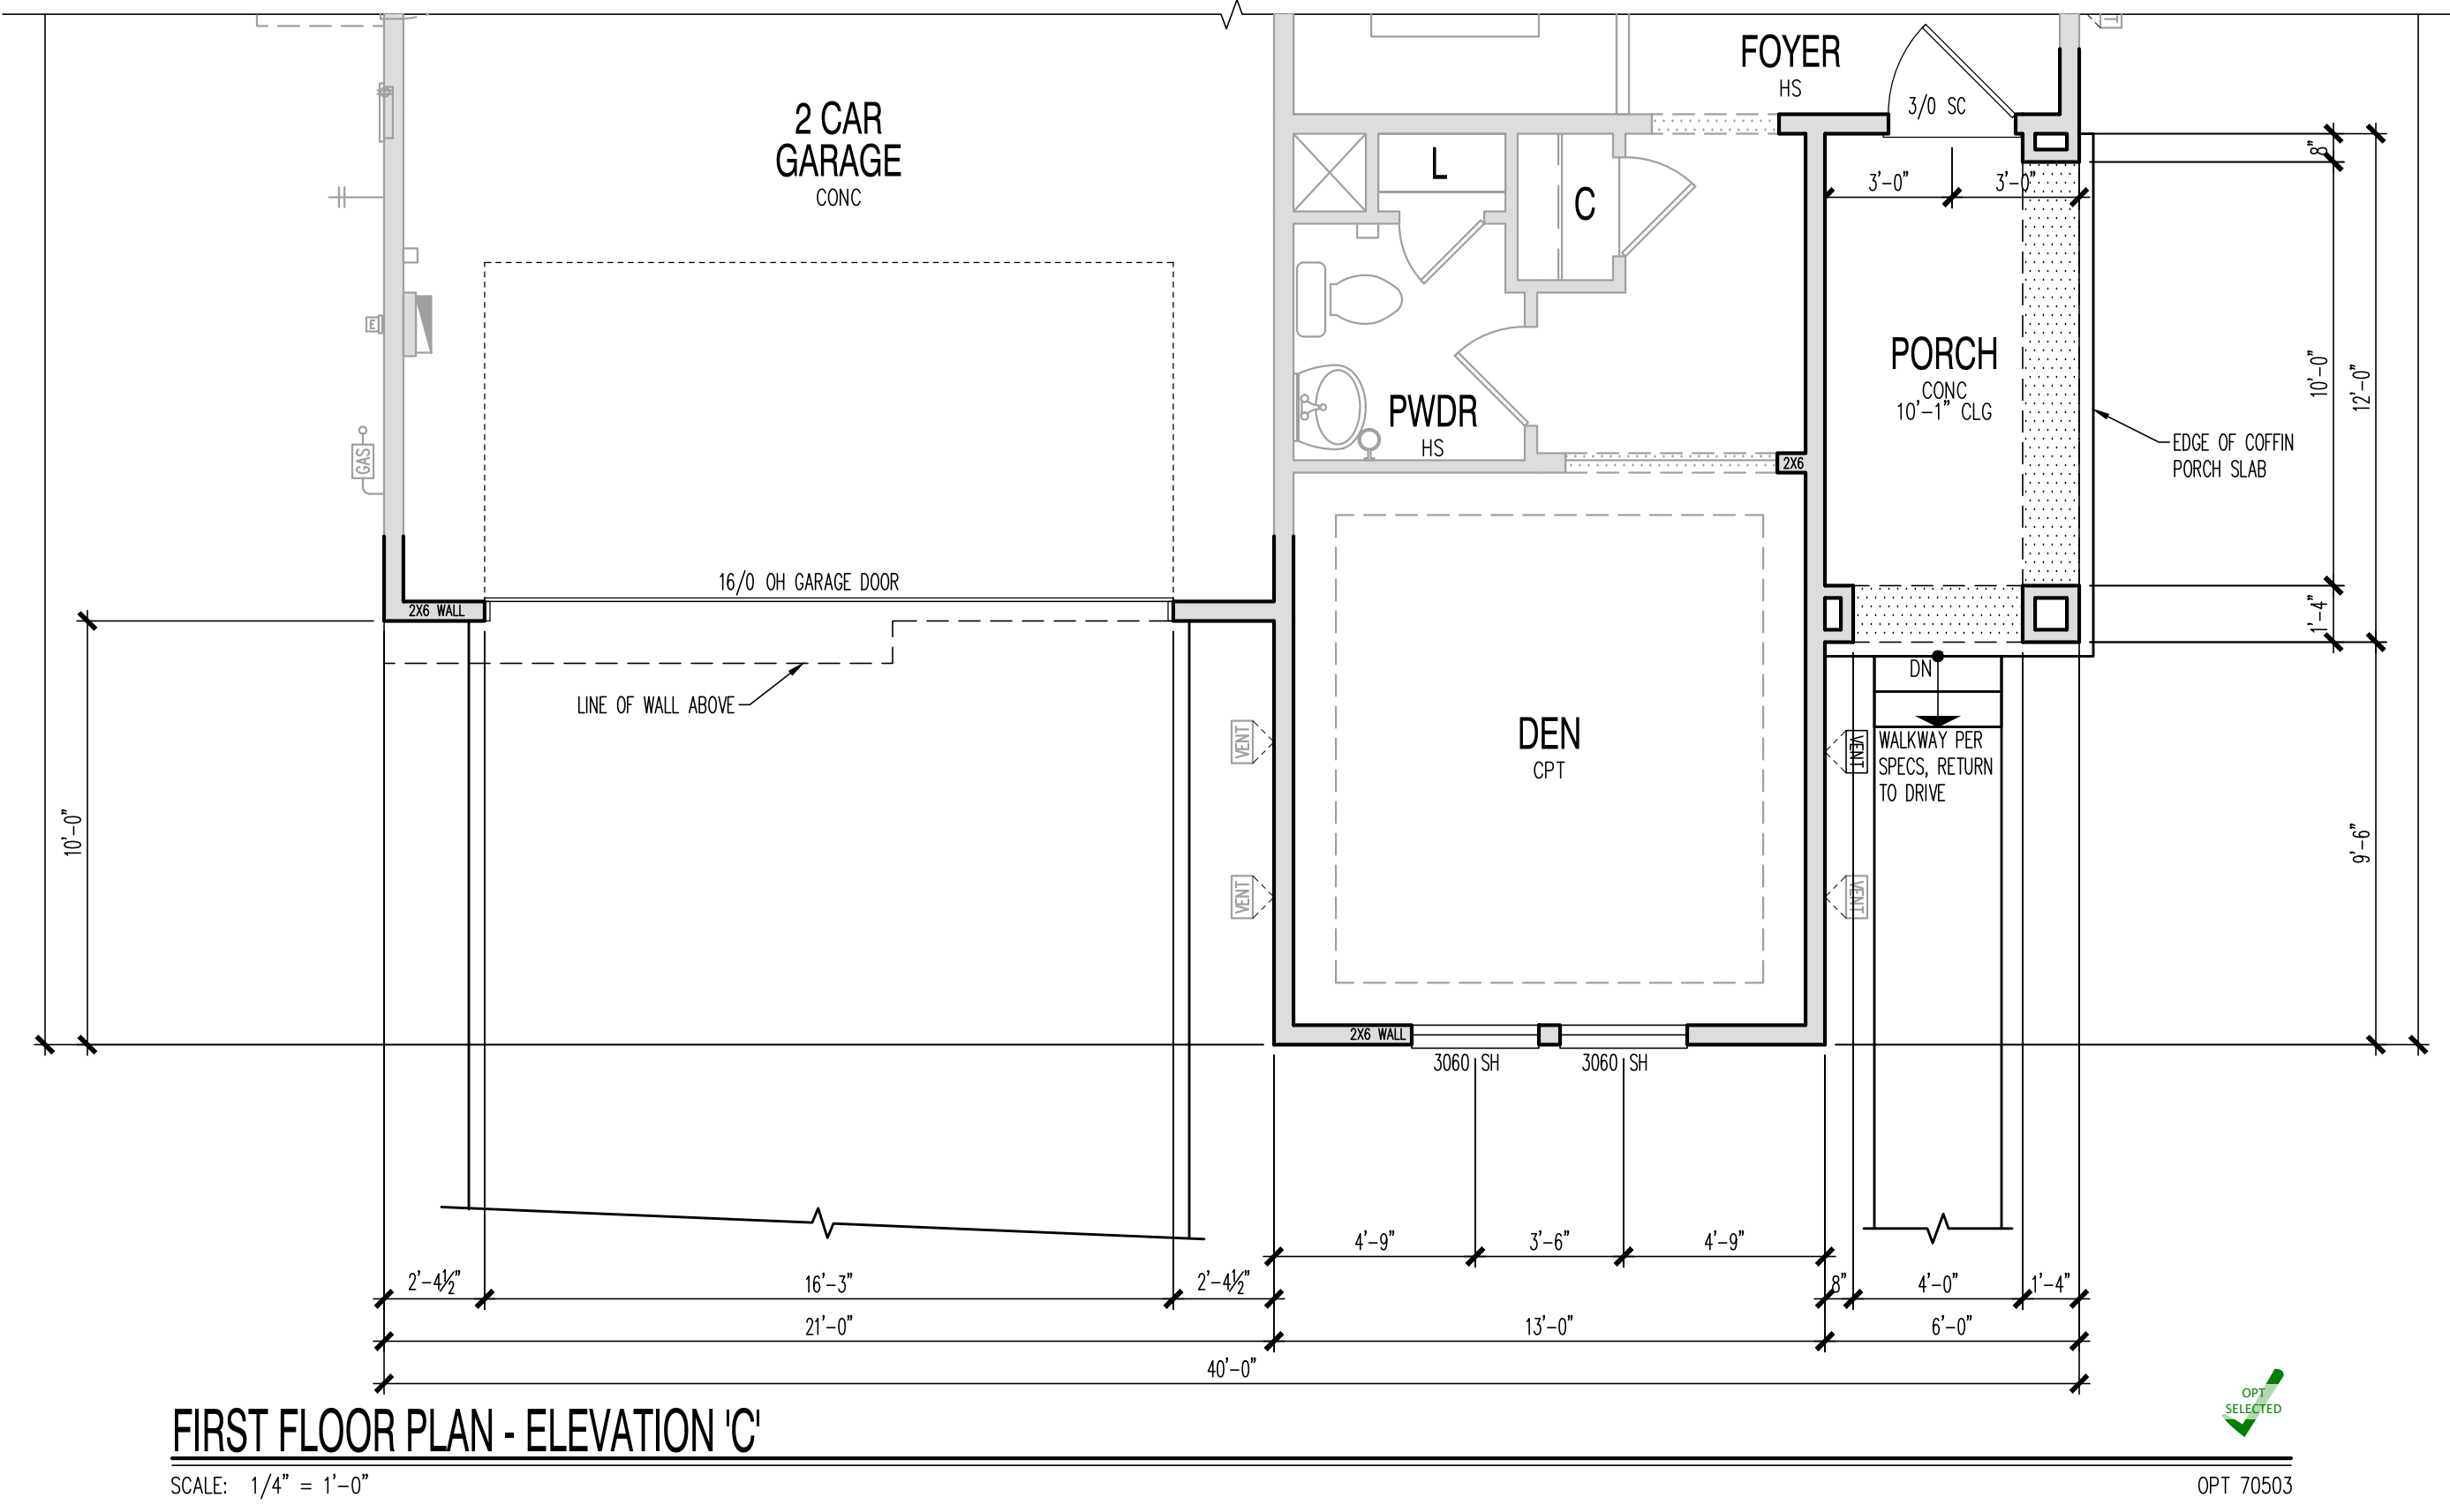 FOYER
HS
3/0 SC
2 CAR
GARAGE
CONC
L
C
8"
3'-0"
3'-0"
E
PORCH
CONC
10'-1" CLG
10'-0"
12'-0"
PWDR
HS
GAS
2X6
EDGE OF COFFIN
PORCH SLAB
16/0 OH GARAGE DOOR
2X6 WALL
1'-4"
LINE OF WALL ABOVE
DN
DEN
CPT
VENT
VENT
WALKWAY PER
SPECS, RETURN
TO DRIVE
10'-0"
9'-6"
VENT
VENT
2X6 WALL
3060 SH
3060 SH
4'-9"
3'-6"
4'-9"
2'-4½"
16'-3"
2'-4½"
8"
4'-0"
1'-4"
21'-0"
13'-0"
6'-0"
40'-0"
FIRST FLOOR PLAN - ELEVATION 'C'
OPT
SELECTED
SCALE: 1/4" = 1'-0"
OPT 70503